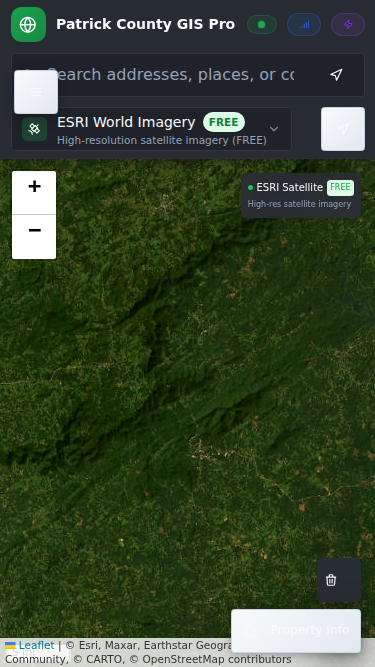 Patrick County GIS Pro
Search addresses, places, or co
ESRI World Imagery FREE
High-resolution satellite imagery (FREE)
+
−
ESRI Satellite FREE
High-res satellite imagery
Property Info
Leaflet | © Esri, Maxar, Earthstar Geogra
Community, © CARTO, © OpenStreetMap contributors